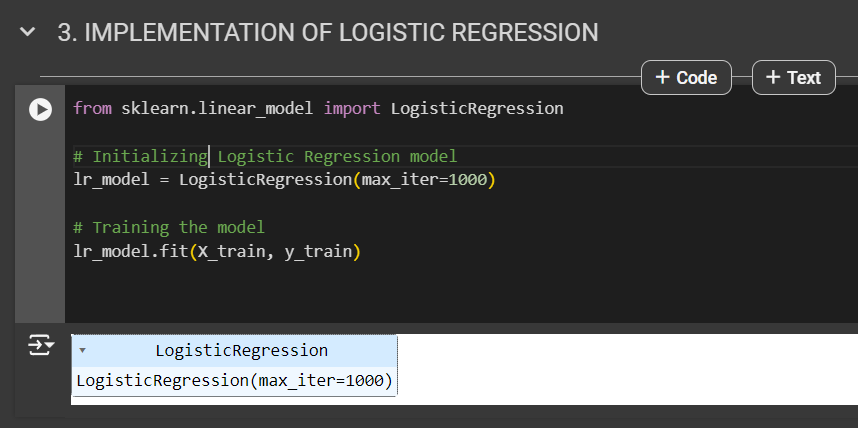 3. IMPLEMENTATION OF LOGISTIC REGRESSION
+ Code
+ Text
from sklearn.linear_model import LogisticRegression
# Initializing Logistic Regression model
lr_model = LogisticRegression(max_iter=1000)
# Training the model
lr_model.fit(X_train, y_train)
LogisticRegression
LogisticRegression(max_iter=1000)